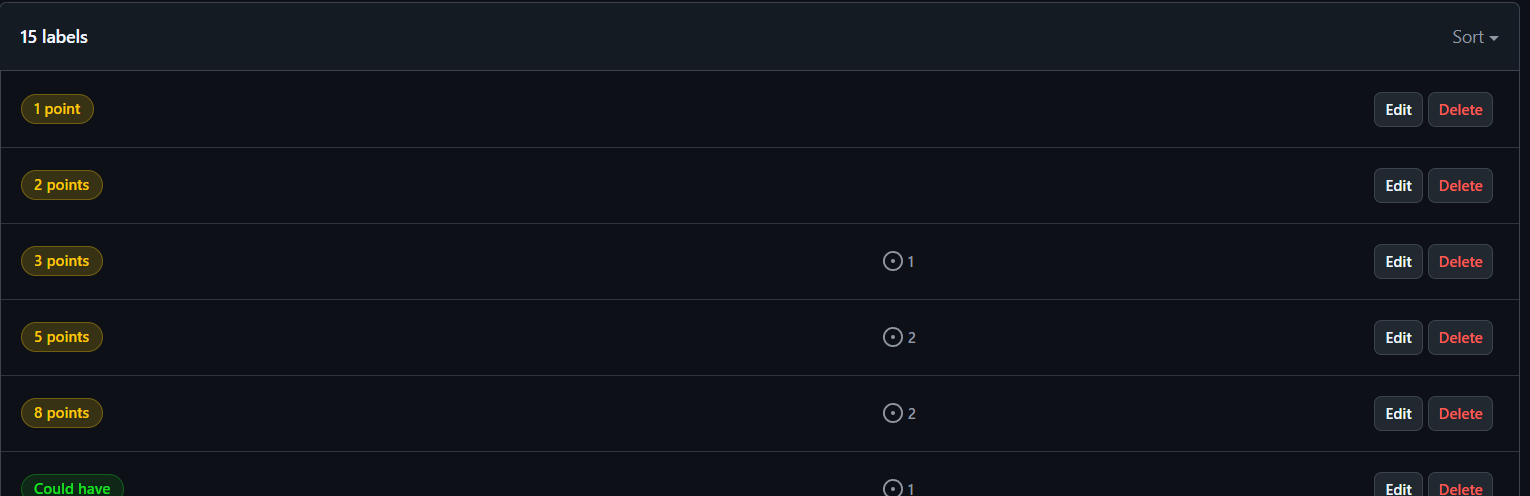 15 labels Sort
1 point Edit Delete
2 points Edit Delete
3 points 1 Edit Delete
5 points 2 Edit Delete
8 points 2 Edit Delete
Could have 1 Edit Delete